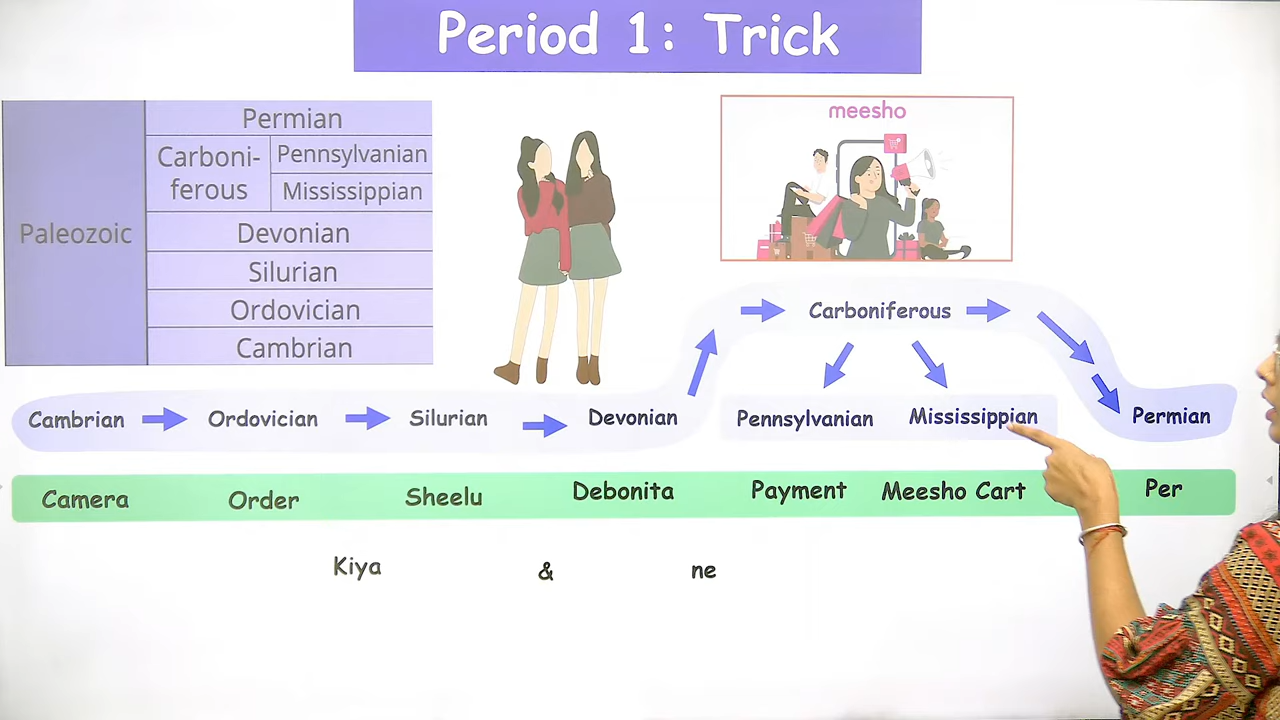 Period 1: Trick
Paleozoic
Permian
Carboni-
ferous
Pennsylvanian
Mississippian
Devonian
Silurian
Ordovician
Cambrian
meesho
Carboniferous
Cambrian Ordovician Silurian Devonian Pennsylvanian Mississippian Permian
Camera Order Sheelu Debonita Payment Meesho Cart Per
Kiya & ne